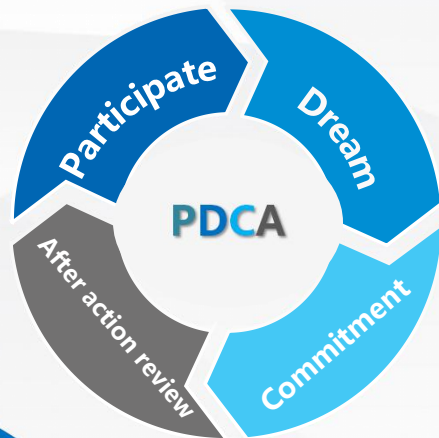 Participate
Dream
PDCA
After action review
Commitment